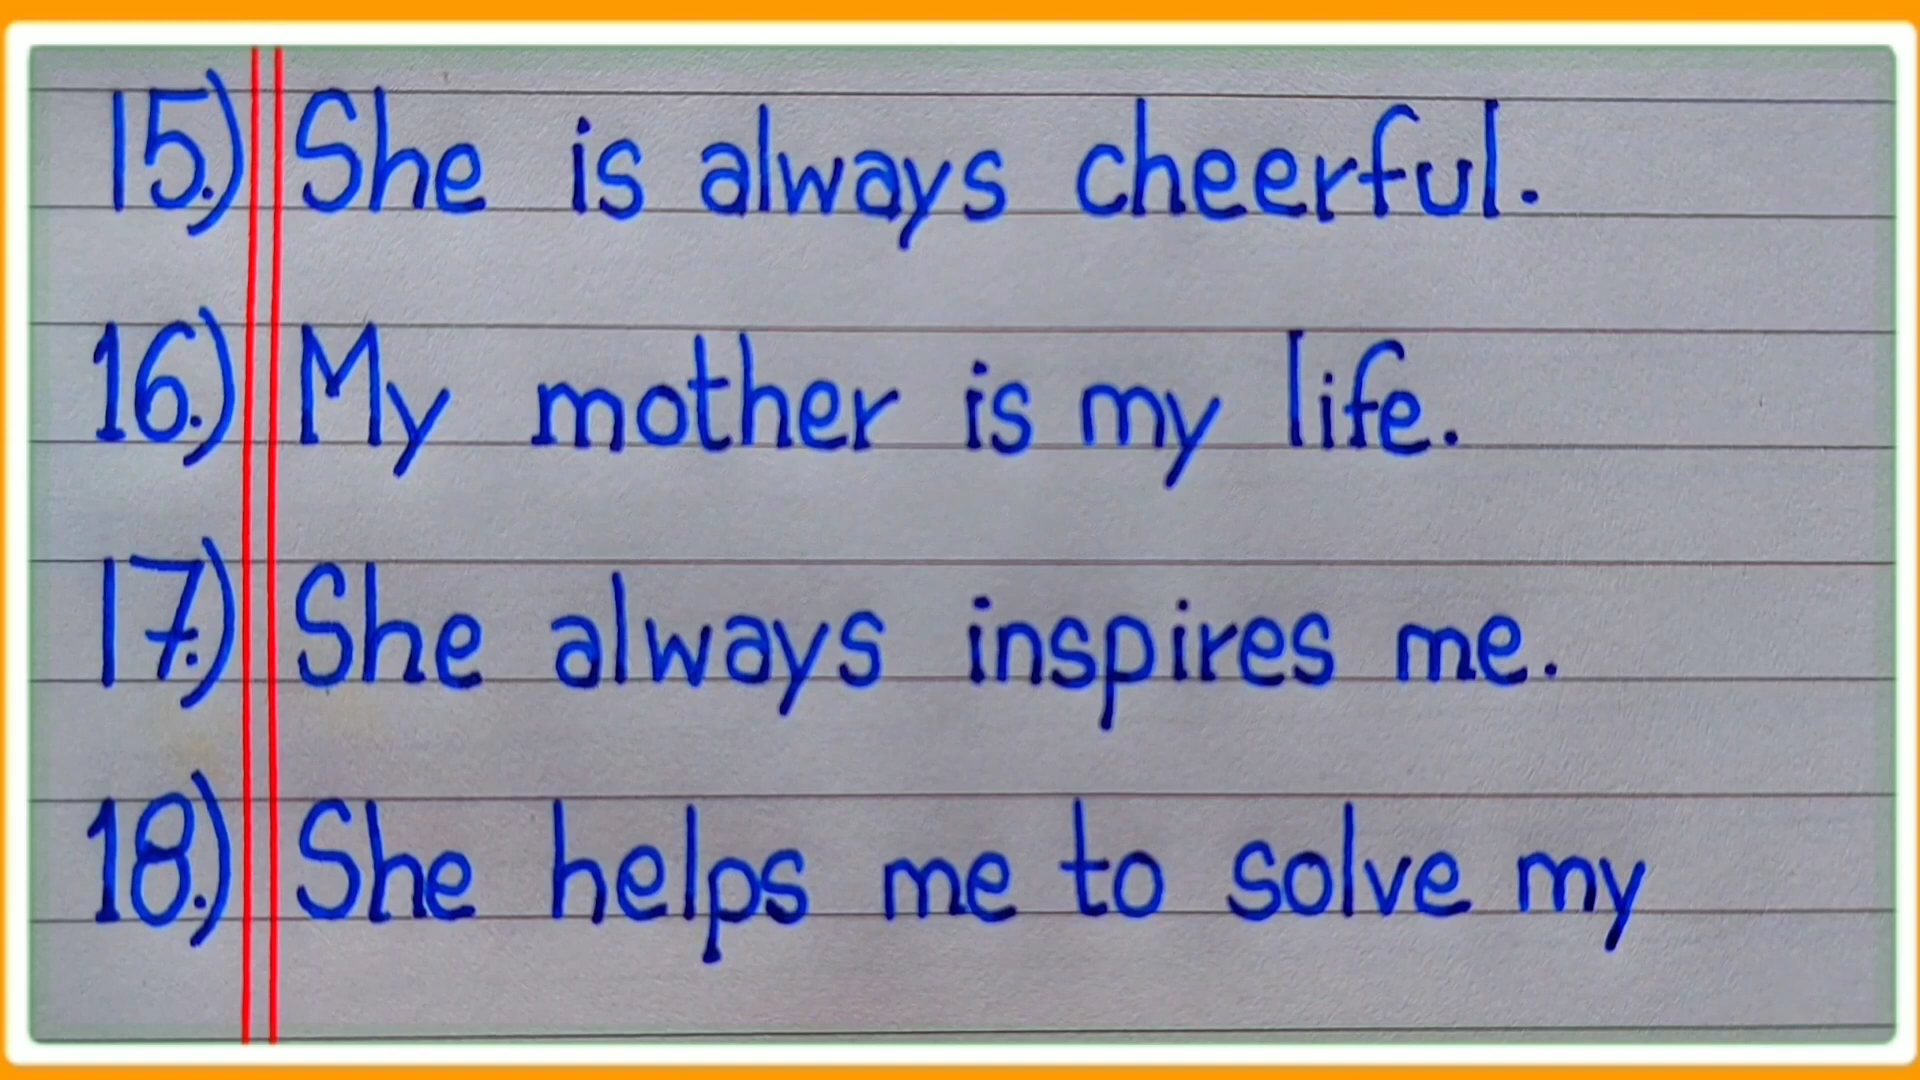 15.) She is always cheerful.
16.) My mother is my life.
17.) She always inspires me.
18.) She helps me to solve my